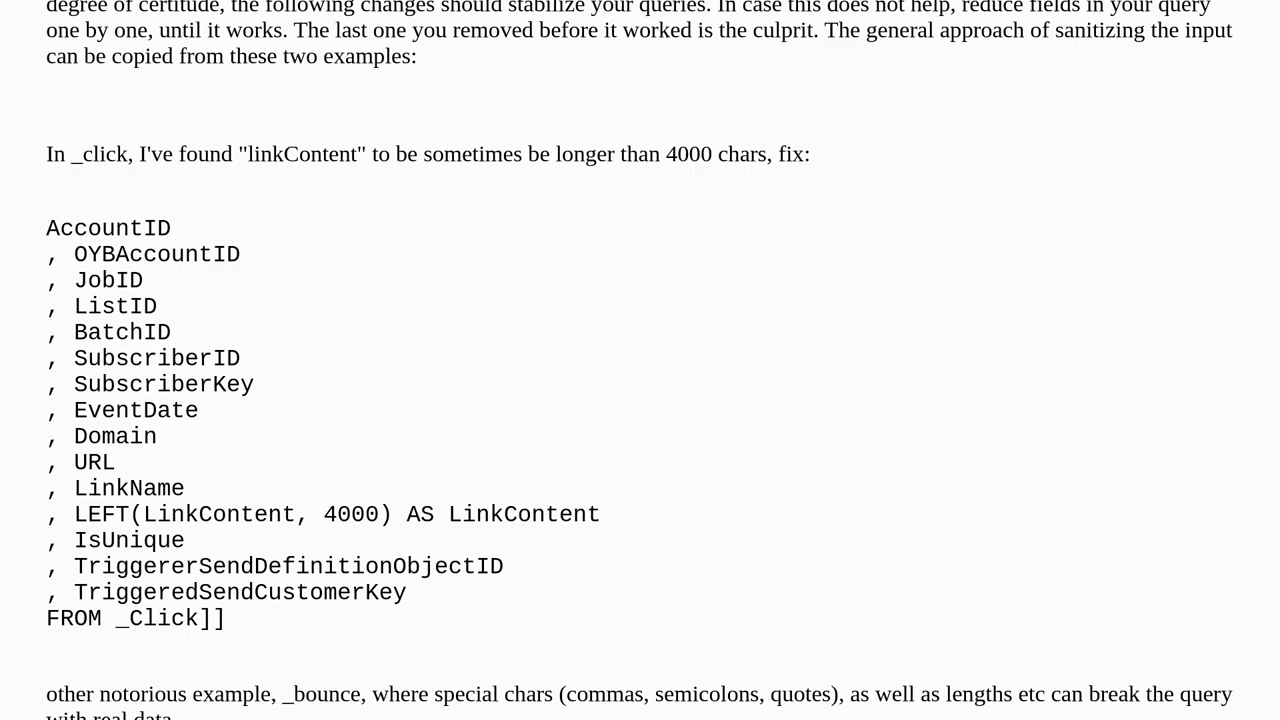 degree of certitude, the following changes should stabilize your queries. In case this does not help, reduce fields in your query
one by one, until it works. The last one you removed before it worked is the culprit. The general approach of sanitizing the input
can be copied from these two examples:
In _click, I've found "linkContent" to be sometimes be longer than 4000 chars, fix:
AccountID
, OYBAccountID
, JobID
, ListID
, BatchID
, SubscriberID
, SubscriberKey
, EventDate
, Domain
, URL
, LinkName
, LEFT(LinkContent, 4000) AS LinkContent
, IsUnique
, TriggererSendDefinitionObjectID
, TriggeredSendCustomerKey
FROM _Click]]
other notorious example, _bounce, where special chars (commas, semicolons, quotes), as well as lengths etc can break the query
with real data